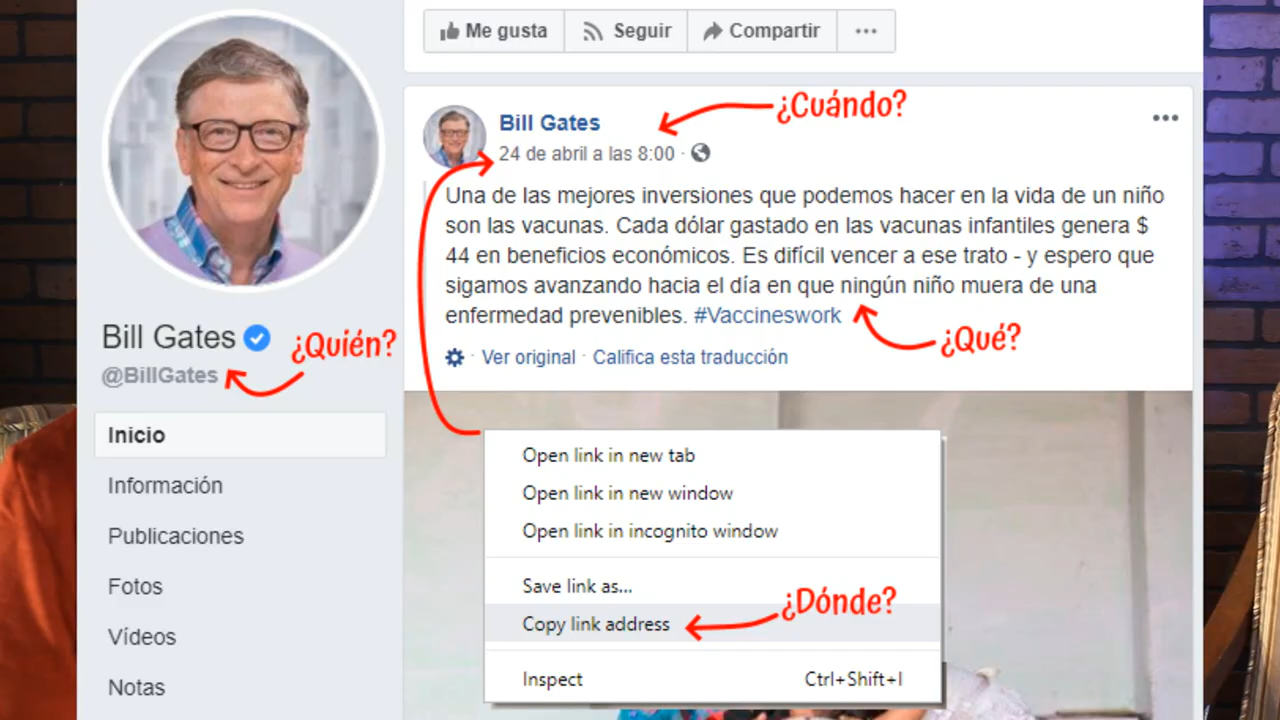 Me gusta
Seguir
Compartir
Bill Gates
¿Cuándo?
24 de abril a las 8:00 ·
Una de las mejores inversiones que podemos hacer en la vida de un niño
son las vacunas. Cada dólar gastado en las vacunas infantiles genera $
44 en beneficios económicos. Es difícil vencer a ese trato - y espero que
sigamos avanzando hacia el día en que ningún niño muera de una
enfermedad prevenibles. #Vaccineswork
¿Qué?
· Ver original · Califica esta traducción
Bill Gates
¿Quién?
@BillGates
Inicio
Información
Publicaciones
Fotos
Vídeos
Notas
Open link in new tab
Open link in new window
Open link in incognito window
Save link as...
¿Dónde?
Copy link address
Inspect Ctrl+Shift+I